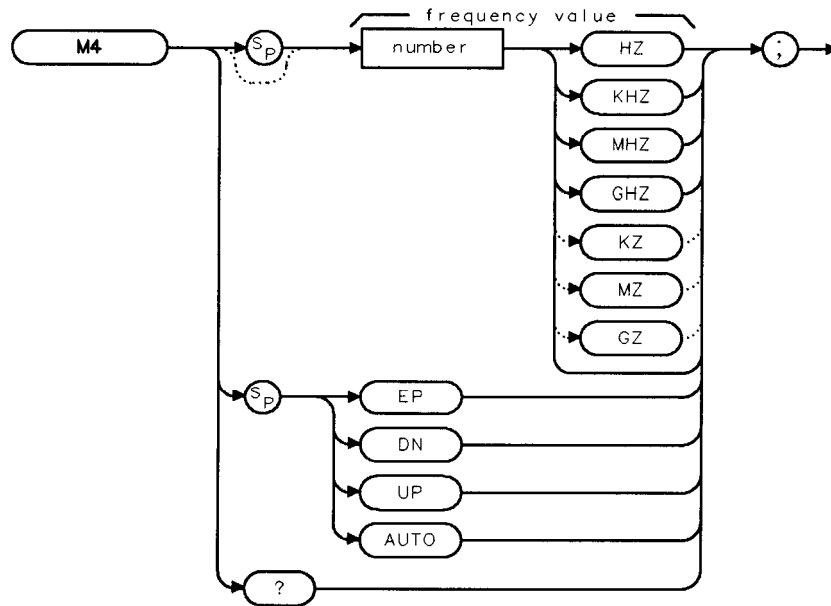 frequency value
M4
SP
number
HZ
;
KHZ
MHZ
GHZ
KZ
MZ
GZ
SP
EP
DN
UP
AUTO
?